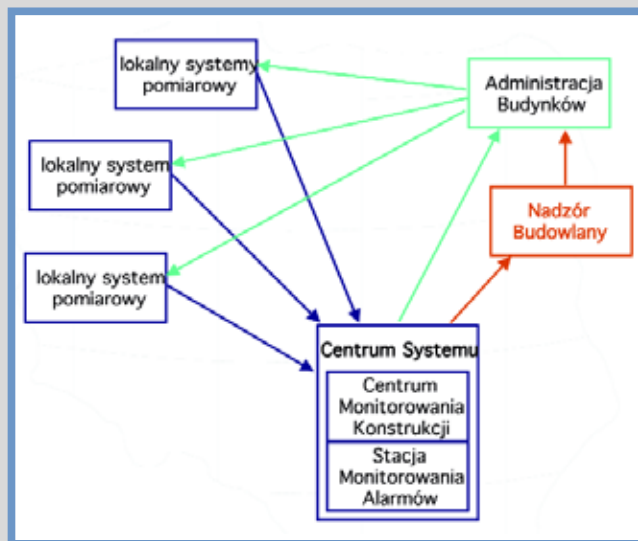 lokalny systemy
pomiarowy
Administracja
Budynków
lokalny system
pomiarowy
Nadzór
Budowlany
lokalny system
pomiarowy
Centrum Systemu
Centrum
Monitorowania
Konstrukcji
Stacja
Monitorowania
Alarmów